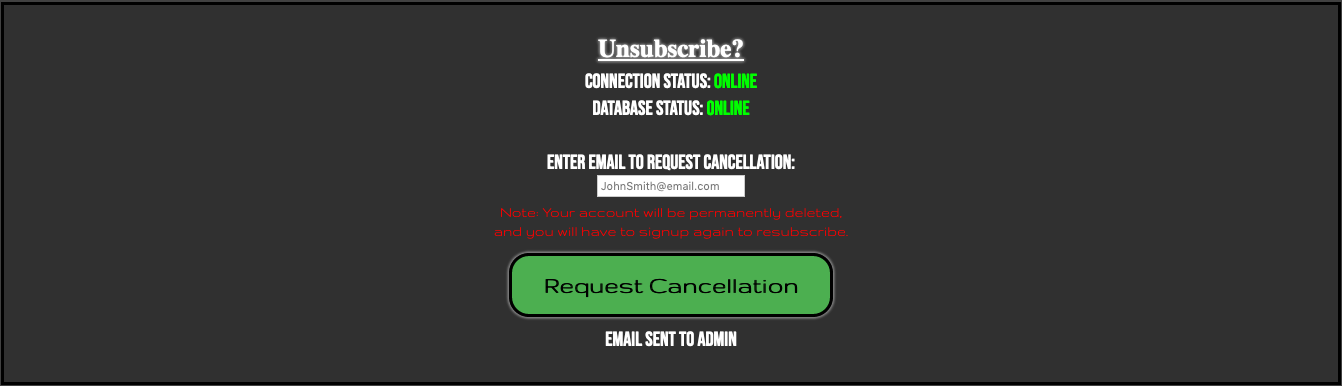 Unsubscribe?
CONNECTION STATUS: ONLINE
DATABASE STATUS: ONLINE
ENTER EMAIL TO REQUEST CANCELLATION:
JohnSmith@email.com
Note: Your account will be permanently deleted,
and you will have to signup again to resubscribe.
Request Cancellation
EMAIL SENT TO ADMIN